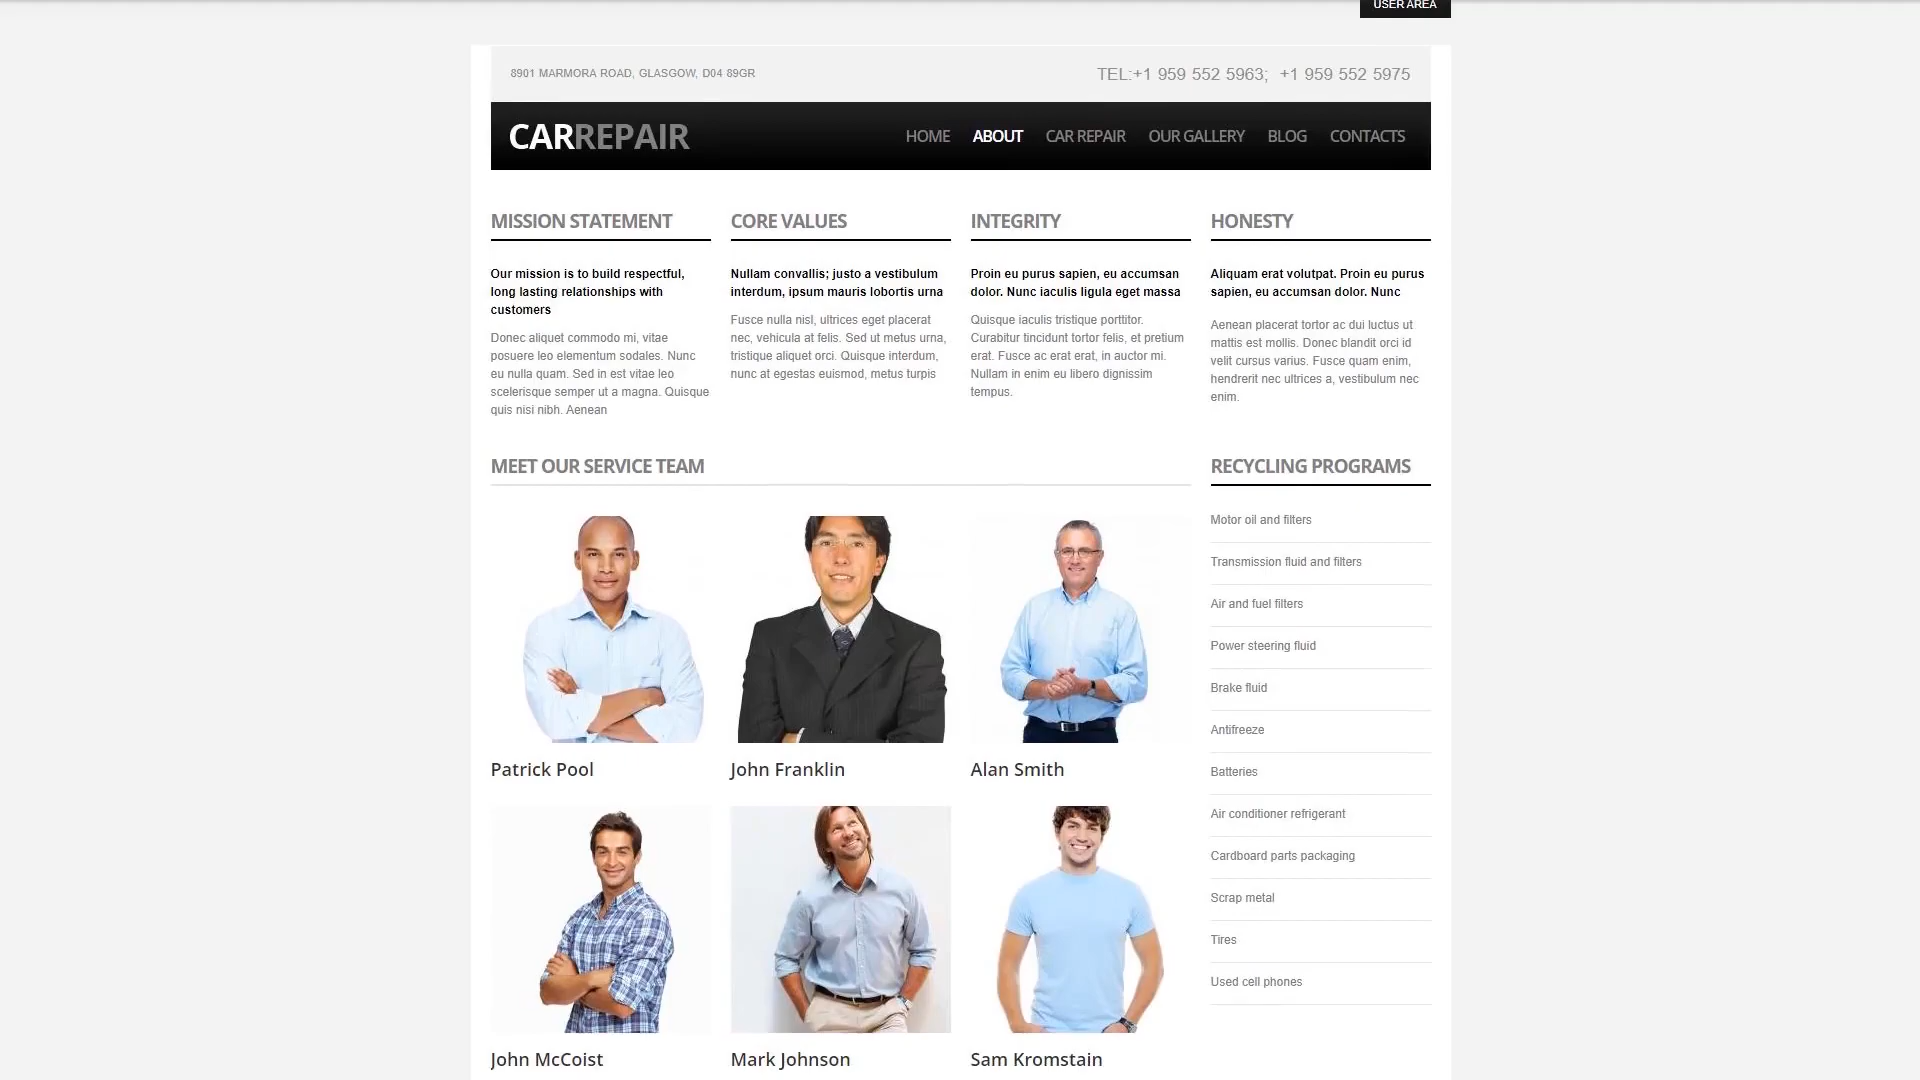 USER AREA
8901 MARMORA ROAD, GLASGOW, D04 89GR
TEL:+1 959 552 5963; +1 959 552 5975
CARREPAIR
HOME ABOUT CAR REPAIR OUR GALLERY BLOG CONTACTS
MISSION STATEMENT
Our mission is to build respectful,
long lasting relationships with
customers
Donec aliquet commodo mi, vitae
posuere leo elementum sodales. Nunc
eu nulla quam. Sed in est vitae leo
scelerisque semper ut a magna. Quisque
quis nisi nibh. Aenean
CORE VALUES
Nullam convallis; justo a vestibulum
interdum, ipsum mauris lobortis urna
Fusce nulla nisl, ultrices eget placerat
nec, vehicula at felis. Sed ut metus urna,
tristique aliquet orci. Quisque interdum,
nunc at egestas euismod, metus turpis
INTEGRITY
Proin eu purus sapien, eu accumsan
dolor. Nunc iaculis ligula eget massa
Quisque iaculis tristique porttitor.
Curabitur tincidunt tortor felis, et pretium
erat. Fusce ac erat erat, in auctor mi.
Nullam in enim eu libero dignissim
tempus.
HONESTY
Aliquam erat volutpat. Proin eu purus
sapien, eu accumsan dolor. Nunc
Aenean placerat tortor ac dui luctus ut
mattis est mollis. Donec blandit orci id
velit cursus varius. Fusce quam enim,
hendrerit nec ultrices a, vestibulum nec
enim.
MEET OUR SERVICE TEAM
Patrick Pool
John Franklin
Alan Smith
John McCoist
Mark Johnson
Sam Kromstain
RECYCLING PROGRAMS
Motor oil and filters
Transmission fluid and filters
Air and fuel filters
Power steering fluid
Brake fluid
Antifreeze
Batteries
Air conditioner refrigerant
Cardboard parts packaging
Scrap metal
Tires
Used cell phones